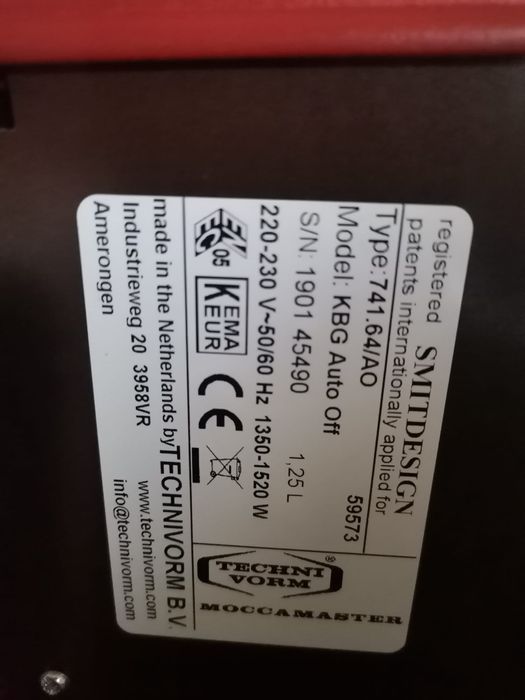 registered SMITDESIGN
patents internationally applied for
Type:741.64/AO
Model: KBG Auto Off 59573
S/N: 1901 45490 1,25 L
220-230 V~50/60 Hz 1350-1520 W
05 KEMA KEUR CE
made in the Netherlands by TECHNIVORM B.V.
Industrieweg 20 3958VR www.technivorm.com
Amerongen info@technivorm.com
TECHNI
VORM ®
MOCCAMASTER